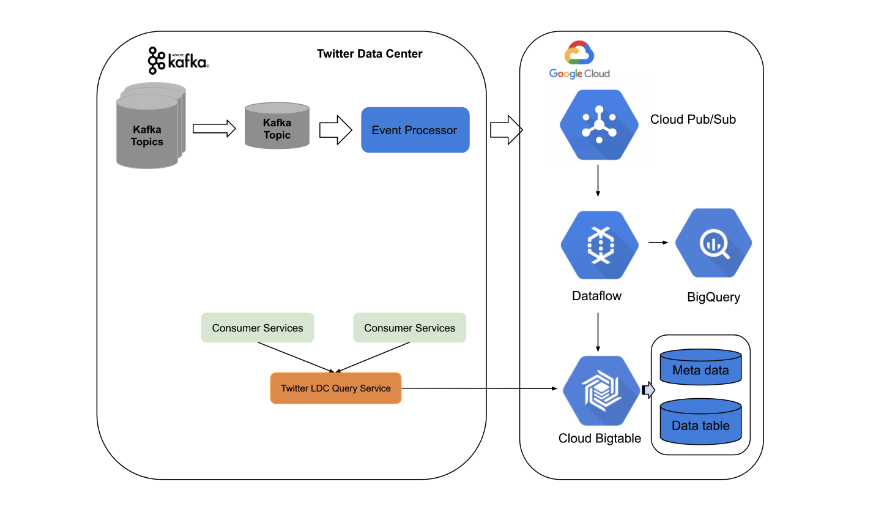 kafka
Twitter Data Center
Google Cloud
Kafka
Topics
Kafka
Topic
Event Processor
Cloud Pub/Sub
Dataflow
BigQuery
Consumer Services
Consumer Services
Twitter LDC Query Service
Meta data
Data table
Cloud Bigtable